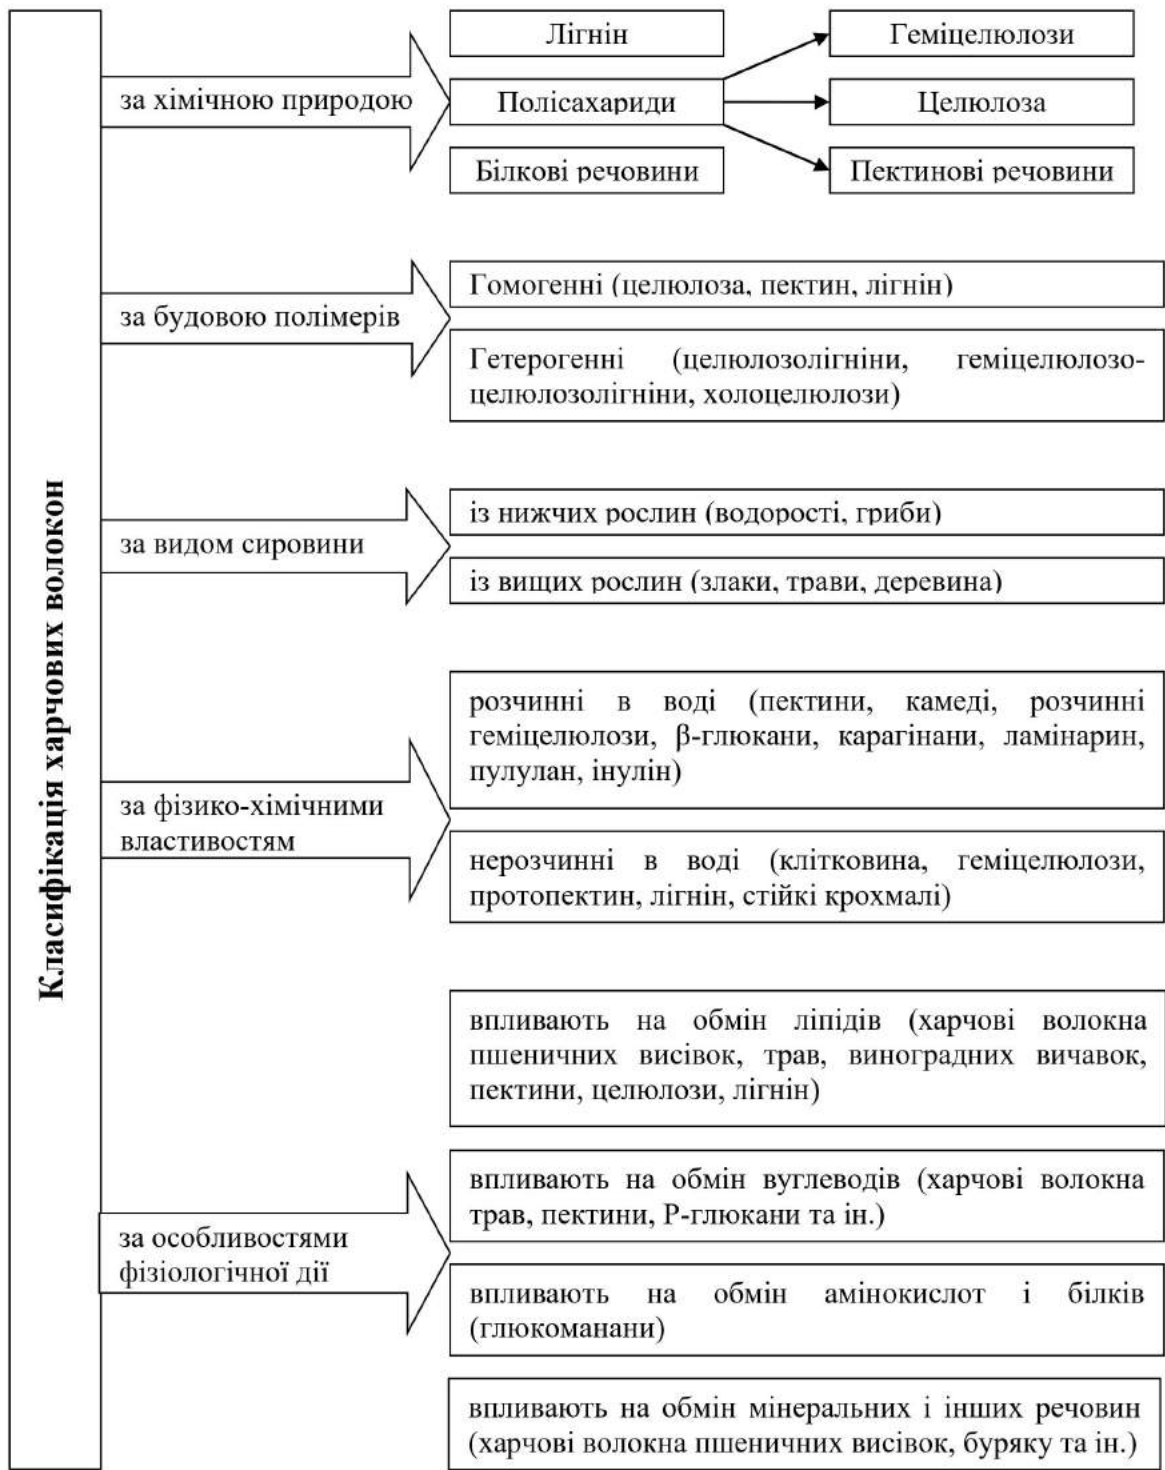 Класифікація харчових волокон
за хімічною природою
Лігнін
Полісахариди
Білкові речовини
Геміцелюлози
Целюлоза
Пектинові речовини
за будовою полімерів
Гомогенні (целюлоза, пектин, лігнін)
Гетерогенні (целюлозолігніни, геміцелюлозо-
целюлозолігніни, холоцелюлози)
за видом сировини
із нижчих рослин (водорості, гриби)
із вищих рослин (злаки, трави, деревина)
за фізико-хімічними
властивостям
розчинні в воді (пектини, камеді, розчинні
геміцелюлози, β-глюкани, карагінани, ламінарин,
пулулан, інулін)
нерозчинні в воді (клітковина, геміцелюлози,
протопектин, лігнін, стійкі крохмалі)
за особливостями
фізіологічної дії
впливають на обмін ліпідів (харчові волокна
пшеничних висівок, трав, виноградних вичавок,
пектини, целюлози, лігнін)
впливають на обмін вуглеводів (харчові волокна
трав, пектини, Р-глюкани та ін.)
впливають на обмін амінокислот і білків
(глюкоманани)
впливають на обмін мінеральних і інших речовин
(харчові волокна пшеничних висівок, буряку та ін.)